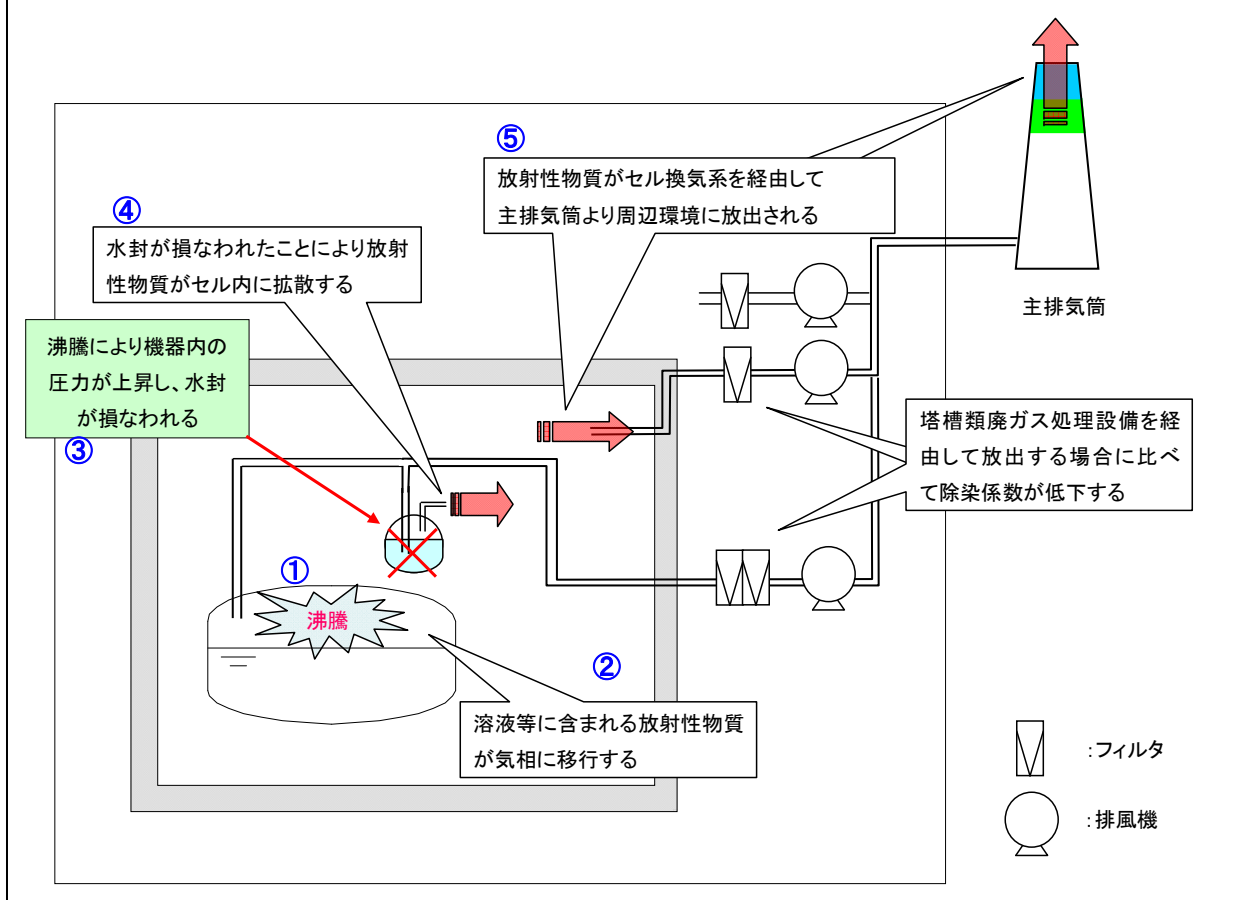 ⑤
放射性物質がセル換気系を経由して
主排気筒より周辺環境に放出される
④
水封が損なわれたことにより放射
性物質がセル内に拡散する
主排気筒
沸騰により機器内の
圧力が上昇し、水封
が損なわれる
③
塔槽類廃ガス処理設備を経
由して放出する場合に比べ
て除染係数が低下する
①
沸騰
②
溶液等に含まれる放射性物質
が気相に移行する
:フィルタ
:排風機